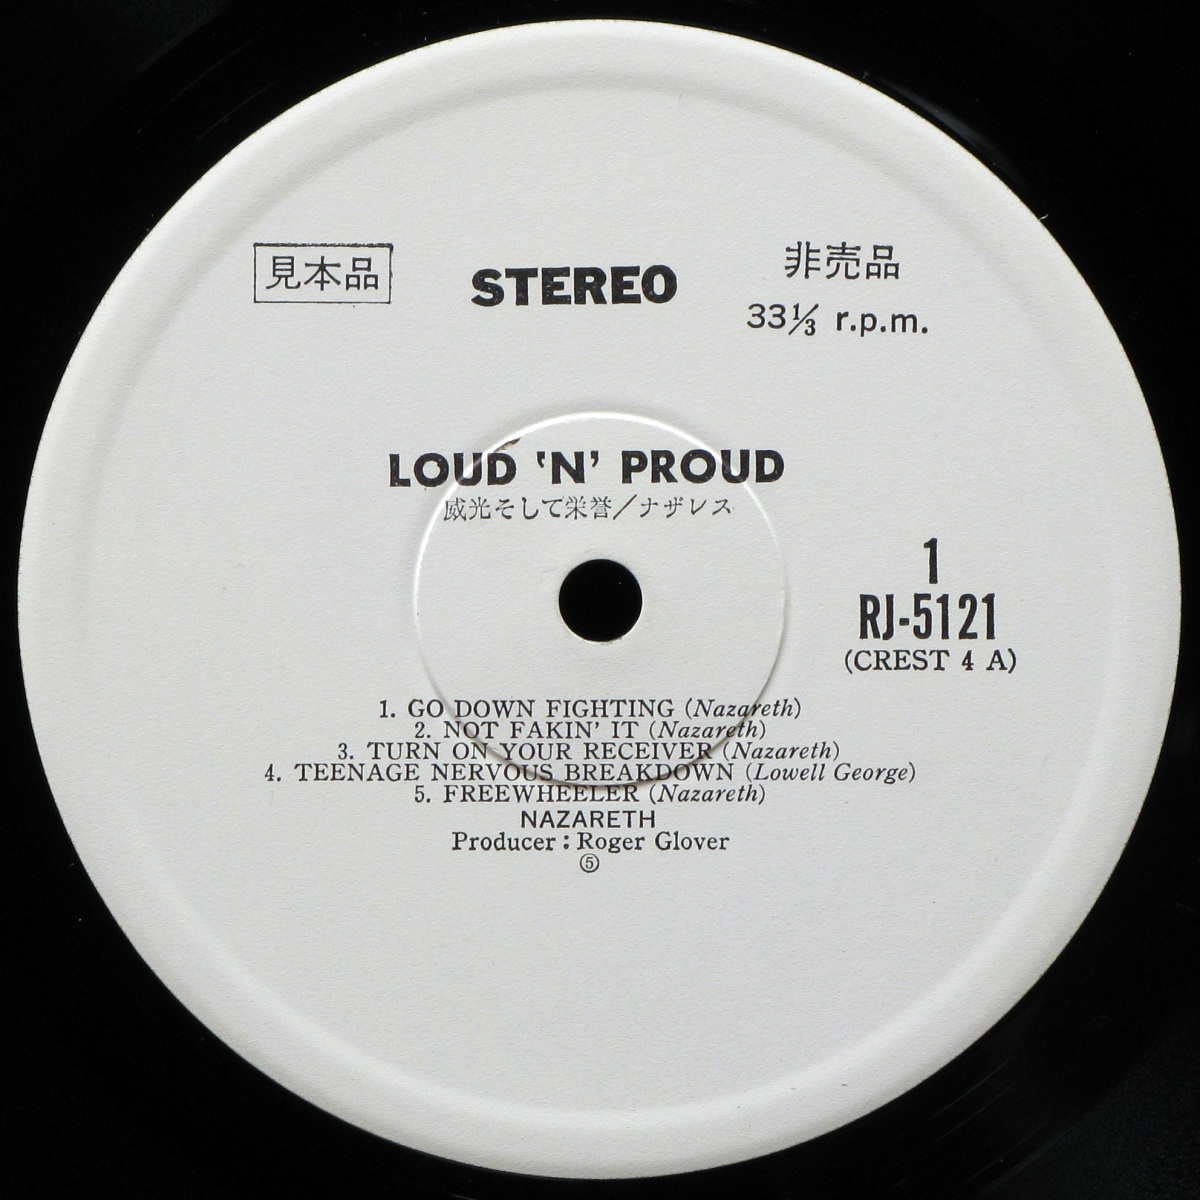 見本品
STEREO
非売品
33⅓ r.p.m.
LOUD 'N' PROUD
威光そして栄誉/ナザレス
1
RJ-5121
(CREST 4 A)
1. GO DOWN FIGHTING (Nazareth)
2. NOT FAKIN' IT (Nazareth)
3. TURN ON YOUR RECEIVER (Nazareth)
4. TEENAGE NERVOUS BREAKDOWN (Lowell George)
5. FREEWHEELER (Nazareth)
NAZARETH
Producer : Roger Glover
⑤